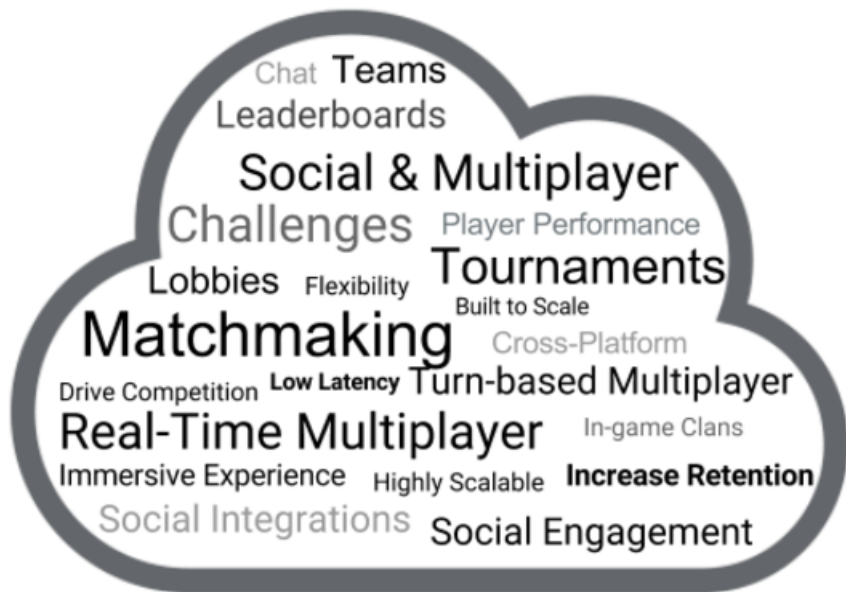 Chat Teams
Leaderboards
Social & Multiplayer
Challenges Player Performance
Lobbies Flexibility Tournaments
Built to Scale
Matchmaking Cross-Platform
Drive Competition Low Latency Turn-based Multiplayer
Real-Time Multiplayer In-game Clans
Immersive Experience Highly Scalable Increase Retention
Social Integrations Social Engagement